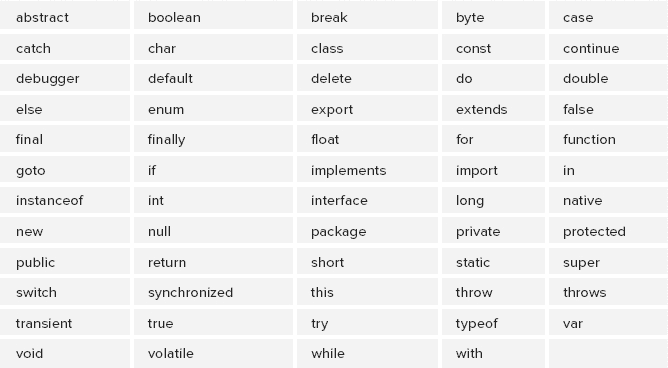 abstract boolean break byte case
catch char class const continue
debugger default delete do double
else enum export extends false
final finally float for function
goto if implements import in
instanceof int interface long native
new null package private protected
public return short static super
switch synchronized this throw throws
transient true try typeof var
void volatile while with